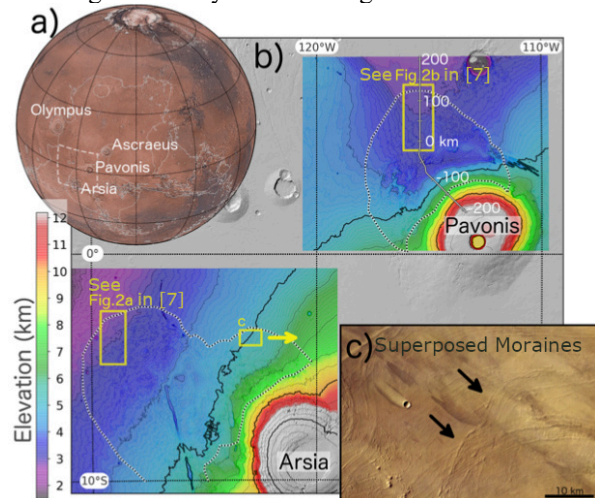 a)
Olympus
Ascraeus
Pavonis
Arsia
b)
120°W
110°W
200
See Fig 2b in [7]
100
0 km
-100
-200
Pavonis
0°
12
11
10
9
8
7
6
5
4
3
2
Elevation (km)
See
Fig.2a in [7]
c
Arsia
10°S
c) Superposed Moraines
10 km